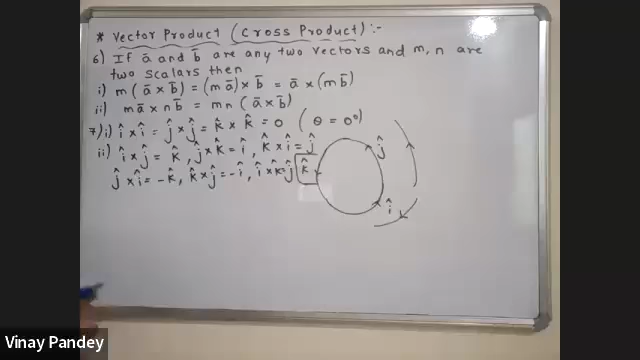 * Vector Product (Cross Product) :-
6) If ā and b̄ are any two vectors and m, n are
two scalars then
i) m (ā × b̄) = (mā) × b̄ = ā × (m b̄)
ii) mā × nb̄ = mn (ā × b̄)
7) i) î × î = ĵ × ĵ = k̂ × k̂ = 0 (θ = 0°)
ii) î × ĵ = k̂, ĵ × k̂ = î, k̂ × î = ĵ
ĵ × î = -k̂, k̂ × ĵ = -î, î × k̂ = ĵ
k̂
ĵ
î
Vinay Pandey